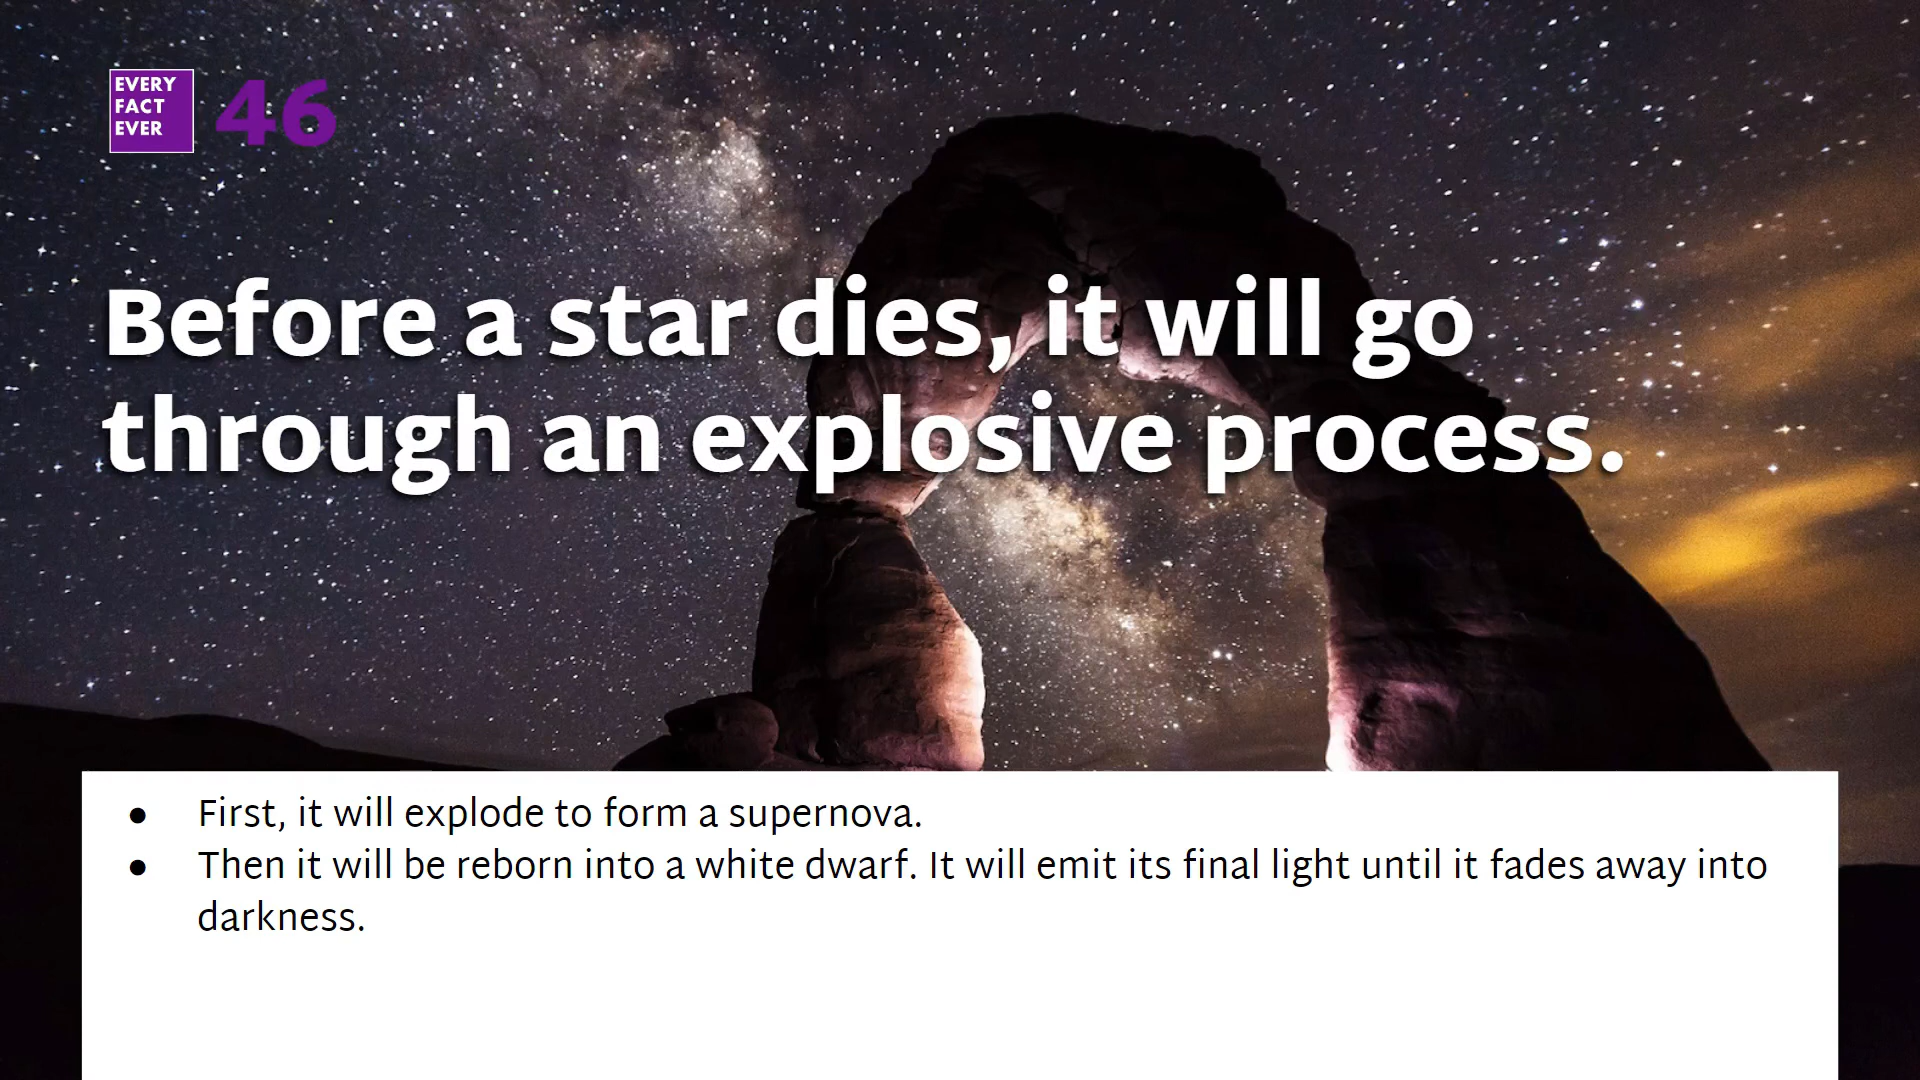 EVERY
FACT
EVER
46
Before a star dies, it will go
through an explosive process.
● First, it will explode to form a supernova.
● Then it will be reborn into a white dwarf. It will emit its final light until it fades away into
darkness.